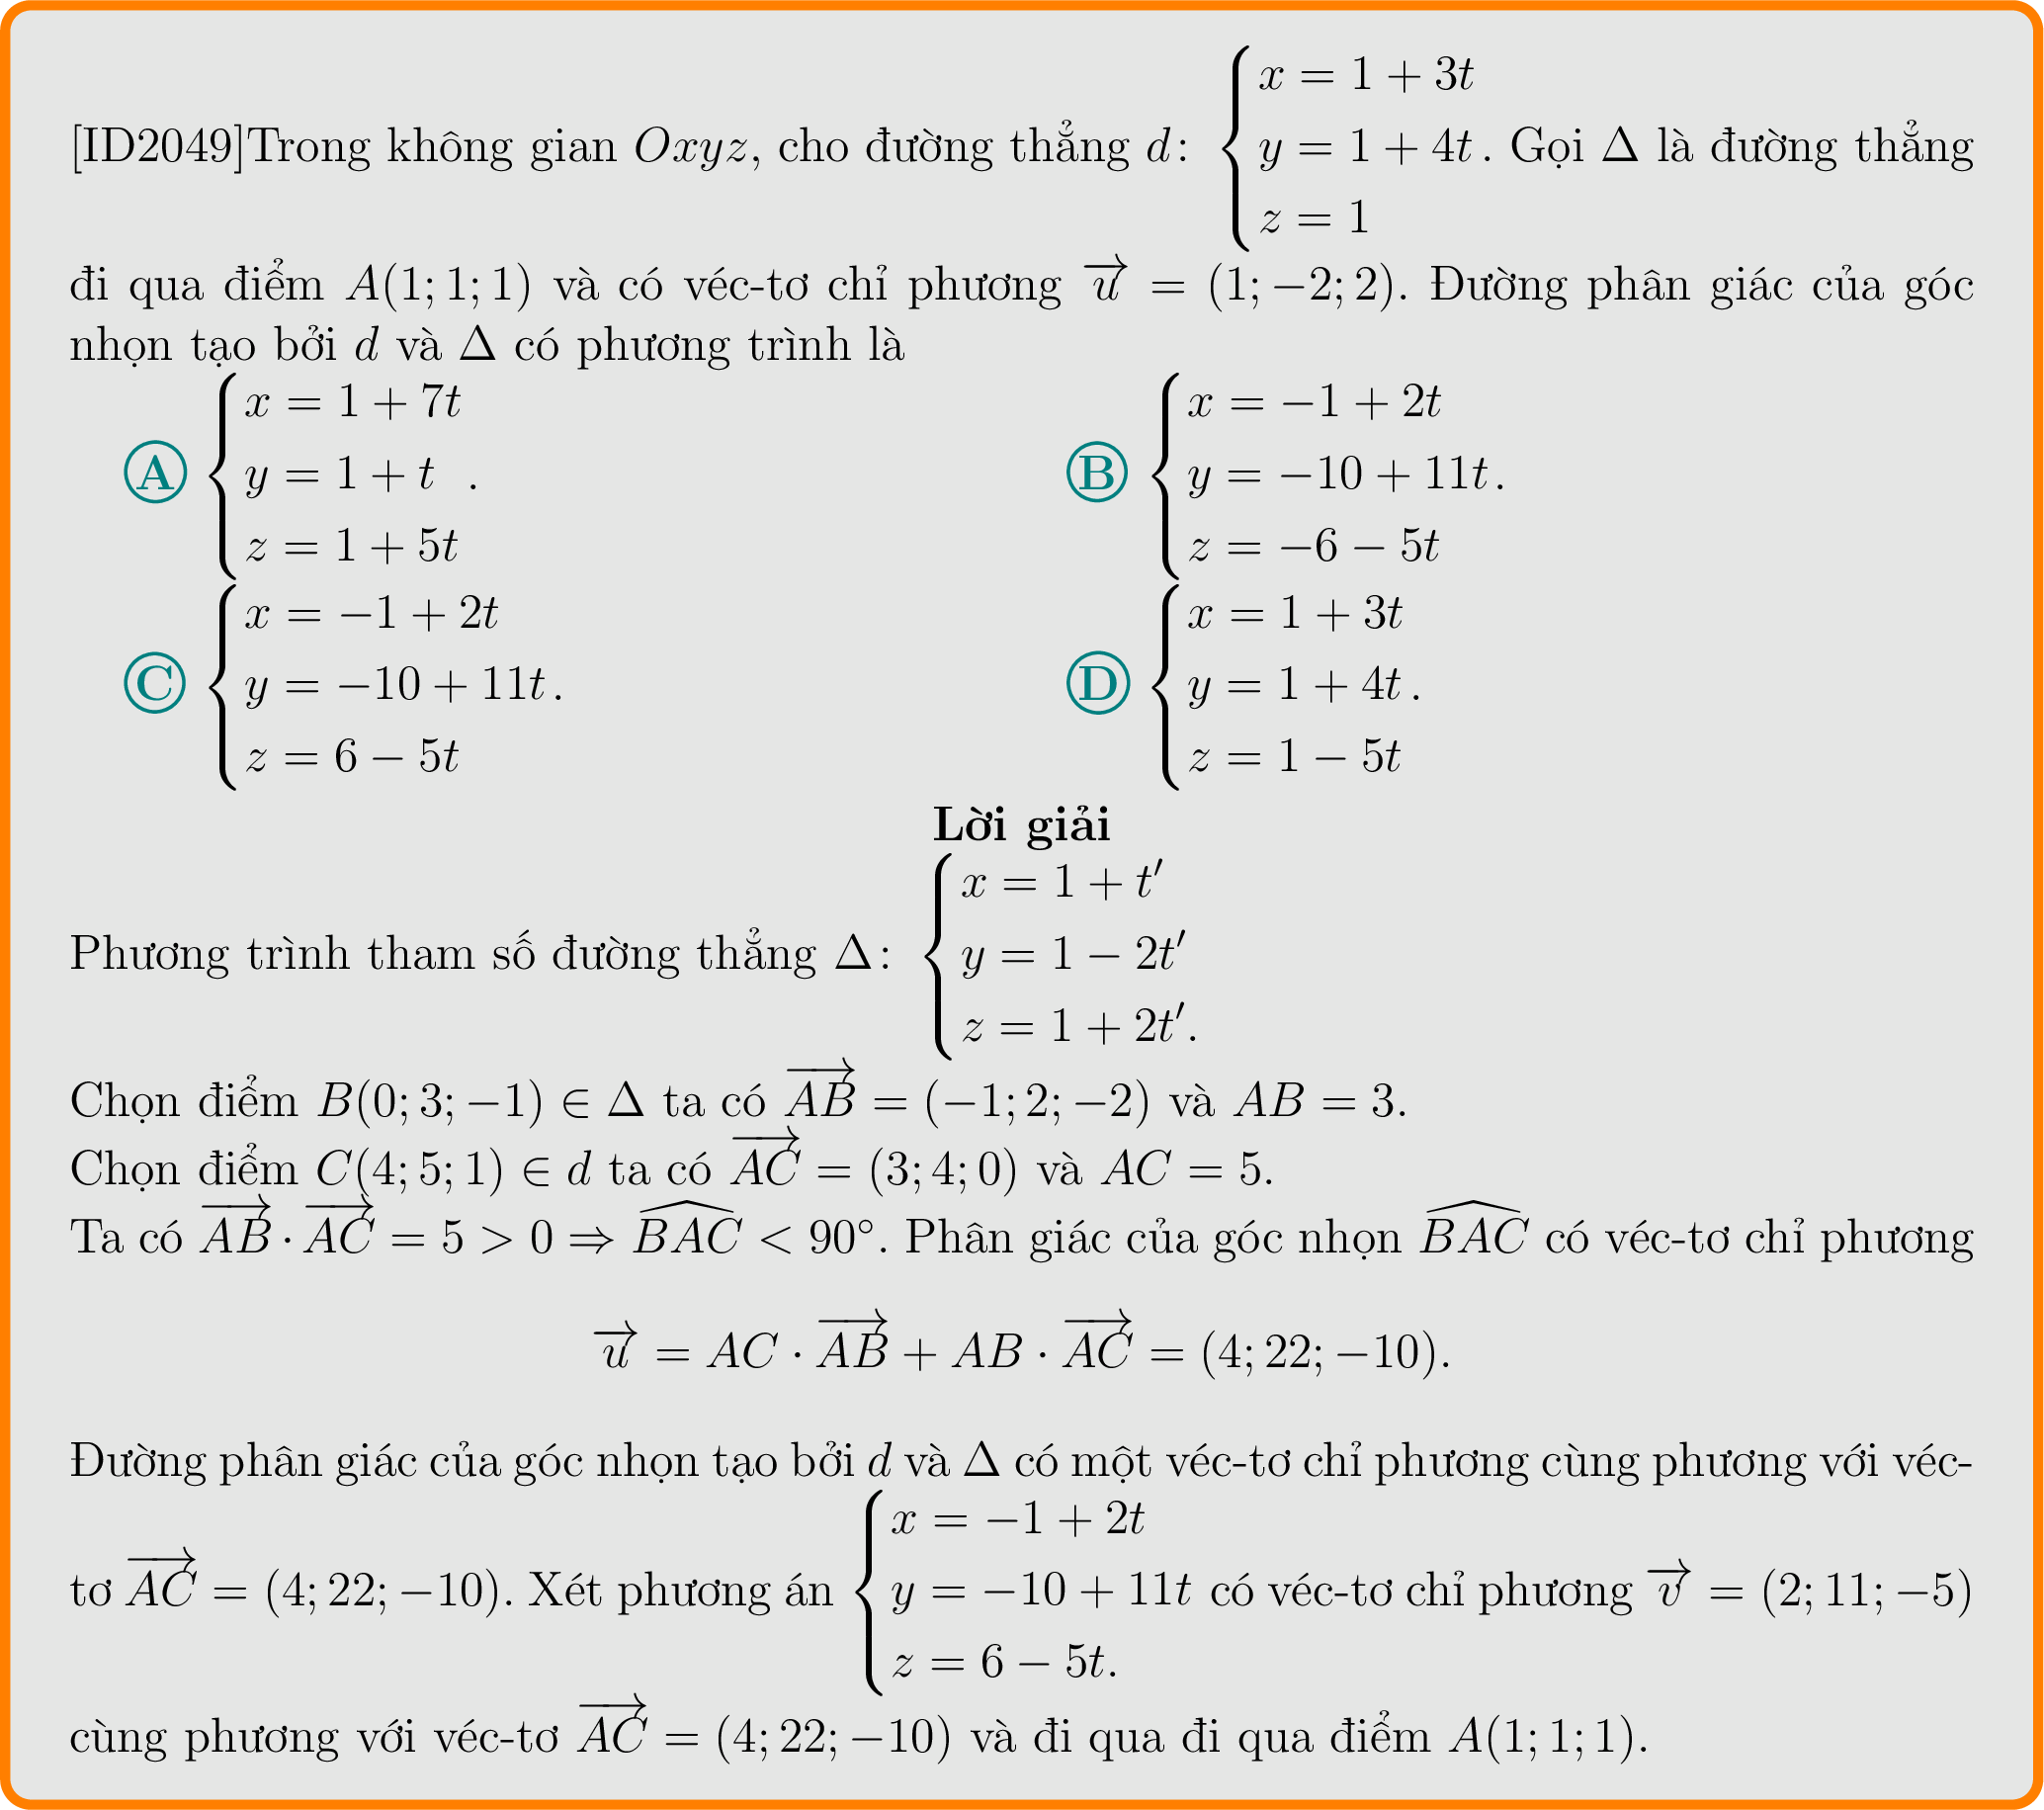 [ID2049]Trong không gian $Oxyz$, cho đường thẳng $d\colon \begin{cases} x = 1 + 3t \\ y = 1 + 4t \\ z = 1 \end{cases}$. Gọi $\Delta$ là đường thẳng
đi qua điểm $A(1; 1; 1)$ và có véc-tơ chỉ phương $\overrightarrow{u} = (1; -2; 2)$. Đường phân giác của góc
nhọn tạo bởi $d$ và $\Delta$ có phương trình là
Ⓐ $\begin{cases} x = 1 + 7t \\ y = 1 + t \\ z = 1 + 5t \end{cases}$.
Ⓑ $\begin{cases} x = -1 + 2t \\ y = -10 + 11t \\ z = -6 - 5t \end{cases}$.
Ⓒ $\begin{cases} x = -1 + 2t \\ y = -10 + 11t \\ z = 6 - 5t \end{cases}$.
Ⓓ $\begin{cases} x = 1 + 3t \\ y = 1 + 4t \\ z = 1 - 5t \end{cases}$.
Lời giải
Phương trình tham số đường thẳng $\Delta\colon \begin{cases} x = 1 + t' \\ y = 1 - 2t' \\ z = 1 + 2t'. \end{cases}$
Chọn điểm $B(0; 3; -1) \in \Delta$ ta có $\overrightarrow{AB} = (-1; 2; -2)$ và $AB = 3$.
Chọn điểm $C(4; 5; 1) \in d$ ta có $\overrightarrow{AC} = (3; 4; 0)$ và $AC = 5$.
Ta có $\overrightarrow{AB} \cdot \overrightarrow{AC} = 5 > 0 \Rightarrow \widehat{BAC} < 90^\circ$. Phân giác của góc nhọn $\widehat{BAC}$ có véc-tơ chỉ phương
$\overrightarrow{u} = AC \cdot \overrightarrow{AB} + AB \cdot \overrightarrow{AC} = (4; 22; -10).$
Đường phân giác của góc nhọn tạo bởi $d$ và $\Delta$ có một véc-tơ chỉ phương cùng phương với véc-
tơ $\overrightarrow{AC} = (4; 22; -10)$. Xét phương án $\begin{cases} x = -1 + 2t \\ y = -10 + 11t \\ z = 6 - 5t. \end{cases}$ có véc-tơ chỉ phương $\overrightarrow{v} = (2; 11; -5)$
cùng phương với véc-tơ $\overrightarrow{AC} = (4; 22; -10)$ và đi qua đi qua điểm $A(1; 1; 1)$.